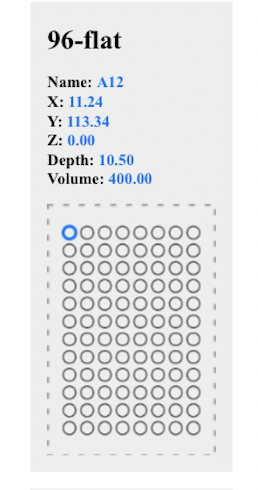 96-flat
Name: A12
X: 11.24
Y: 113.34
Z: 0.00
Depth: 10.50
Volume: 400.00